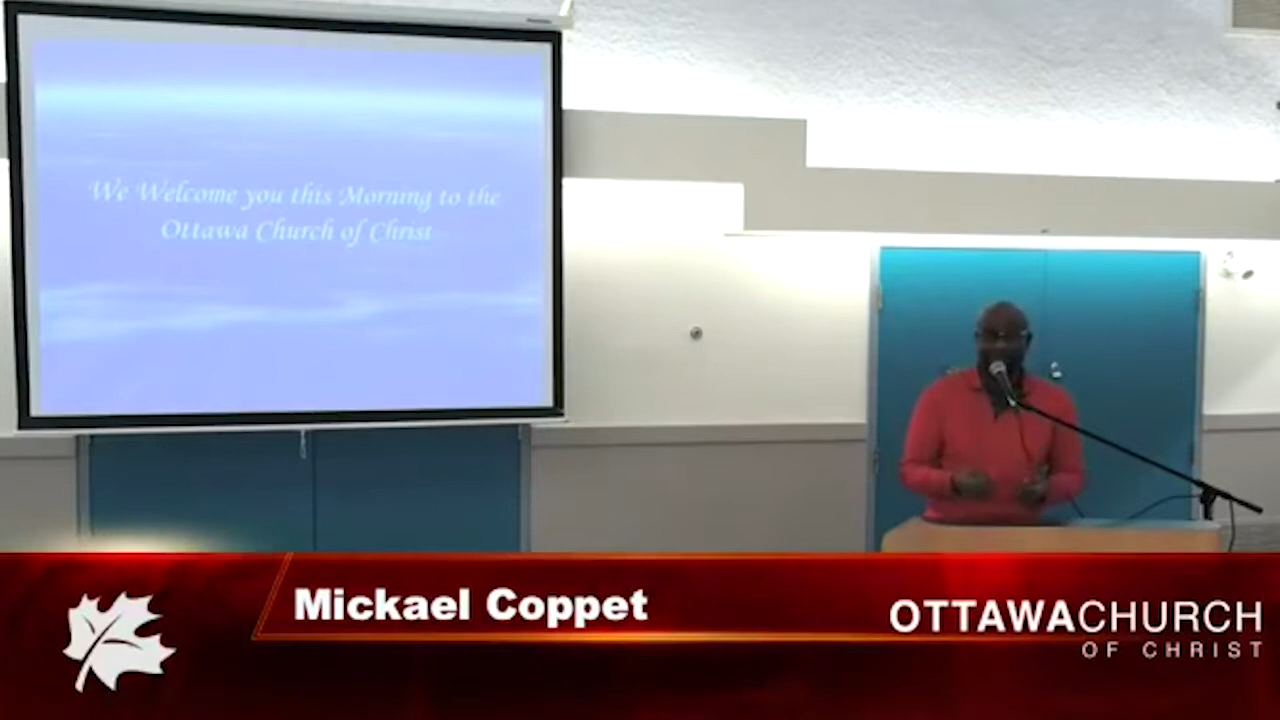 We Welcome you this Morning to the
Ottawa Church of Christ
Mickael Coppet
OTTAWACHURCH
OF CHRIST